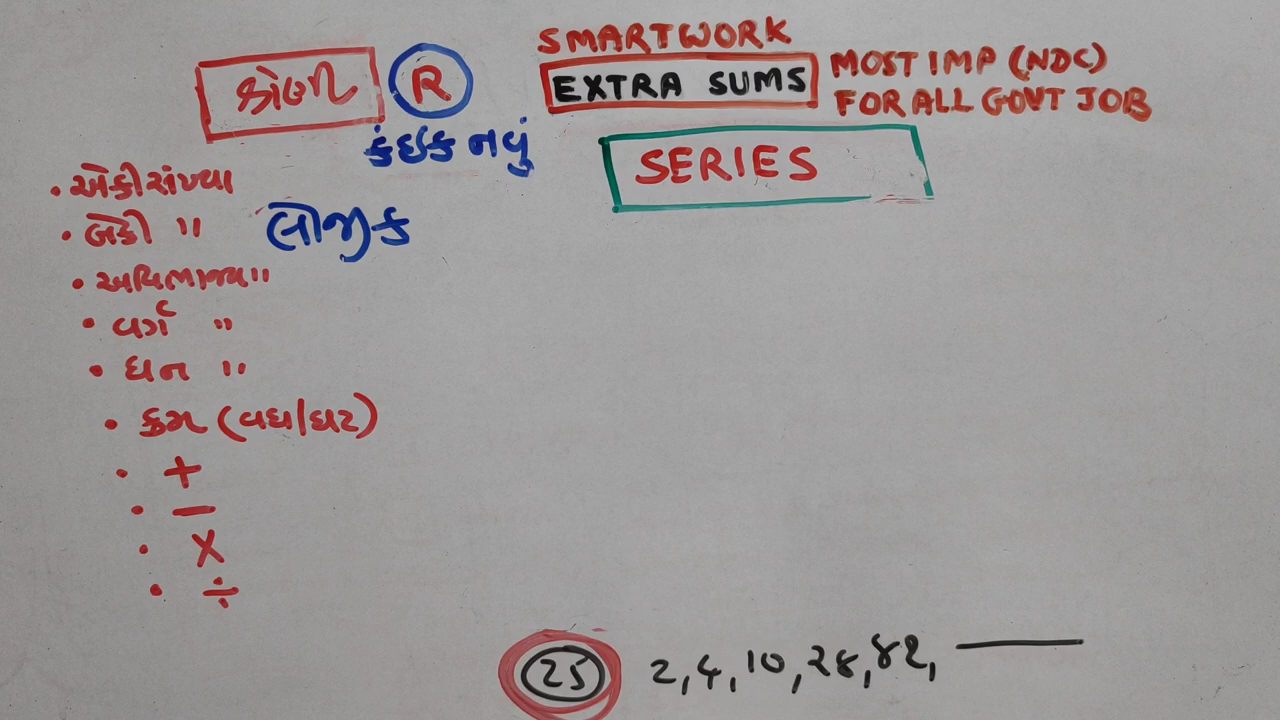 SMARTWORK
શ્રેણી R EXTRA SUMS MOST IMP (NDC)
FOR ALL GOVT JOB
કંઈક નવું
SERIES
• એકી સંખ્યા
• બેકી " લોજીક
• અવિભાજ્ય "
• વર્ગ "
• ઘન "
• ક્રમ (વધ/ઘટ)
• +
• −
• ×
• ÷
25 2, 4, 10, 28, 82, ____